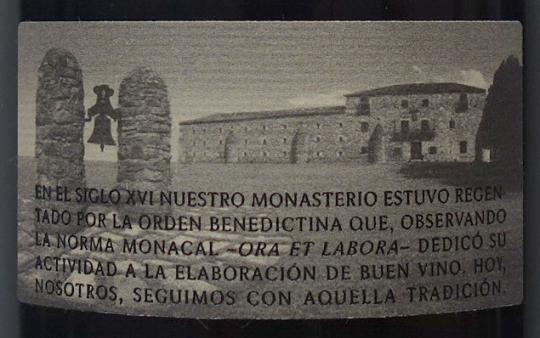 EN EL SIGLO XVI NUESTRO MONASTERIO ESTUVO REGEN-
TADO POR LA ORDEN BENEDICTINA QUE, OBSERVANDO
LA NORMA MONACAL –ORA ET LABORA– DEDICÓ SU
ACTIVIDAD A LA ELABORACIÓN DE BUEN VINO. HOY,
NOSOTROS, SEGUIMOS CON AQUELLA TRADICIÓN.